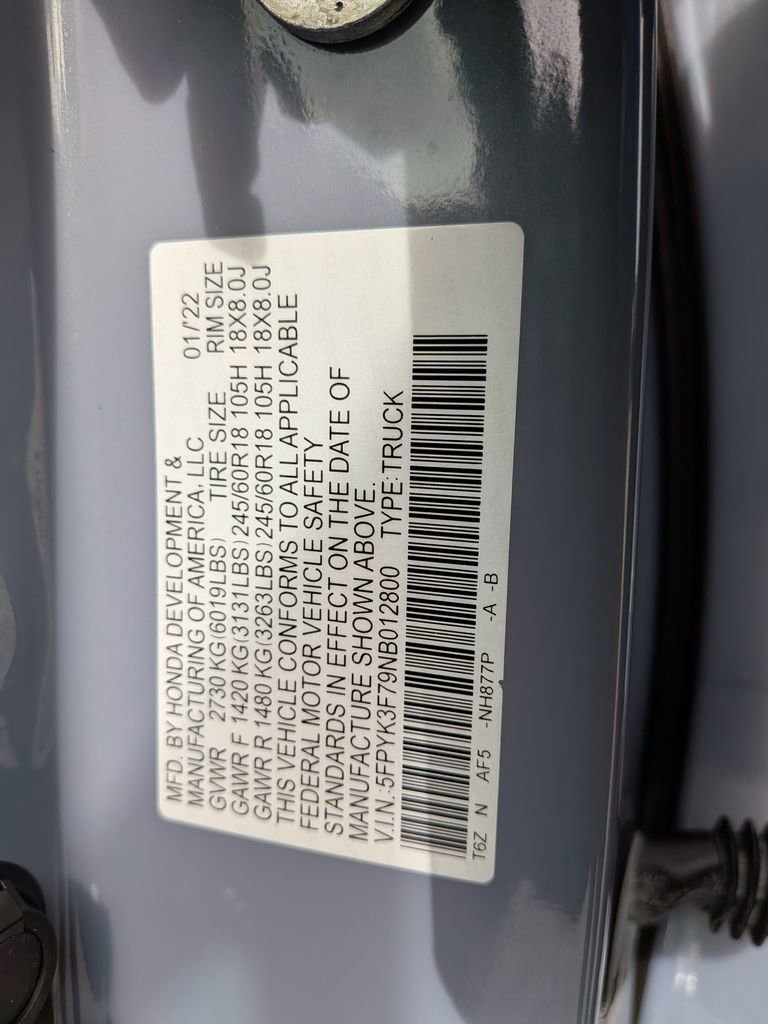 MFD. BY HONDA DEVELOPMENT &
MANUFACTURING OF AMERICA, LLC 01/'22
GVWR 2730 KG(6019LBS) TIRE SIZE RIM SIZE
GAWR F 1420 KG(3131LBS) 245/60R18 105H 18X8.0J
GAWR R 1480 KG(3263LBS) 245/60R18 105H 18X8.0J
THIS VEHICLE CONFORMS TO ALL APPLICABLE
FEDERAL MOTOR VEHICLE SAFETY
STANDARDS IN EFFECT ON THE DATE OF
MANUFACTURE SHOWN ABOVE.
V.I.N.:5FPYK3F79NB012800 TYPE:TRUCK
T6Z N AF5 -NH877P -A -B